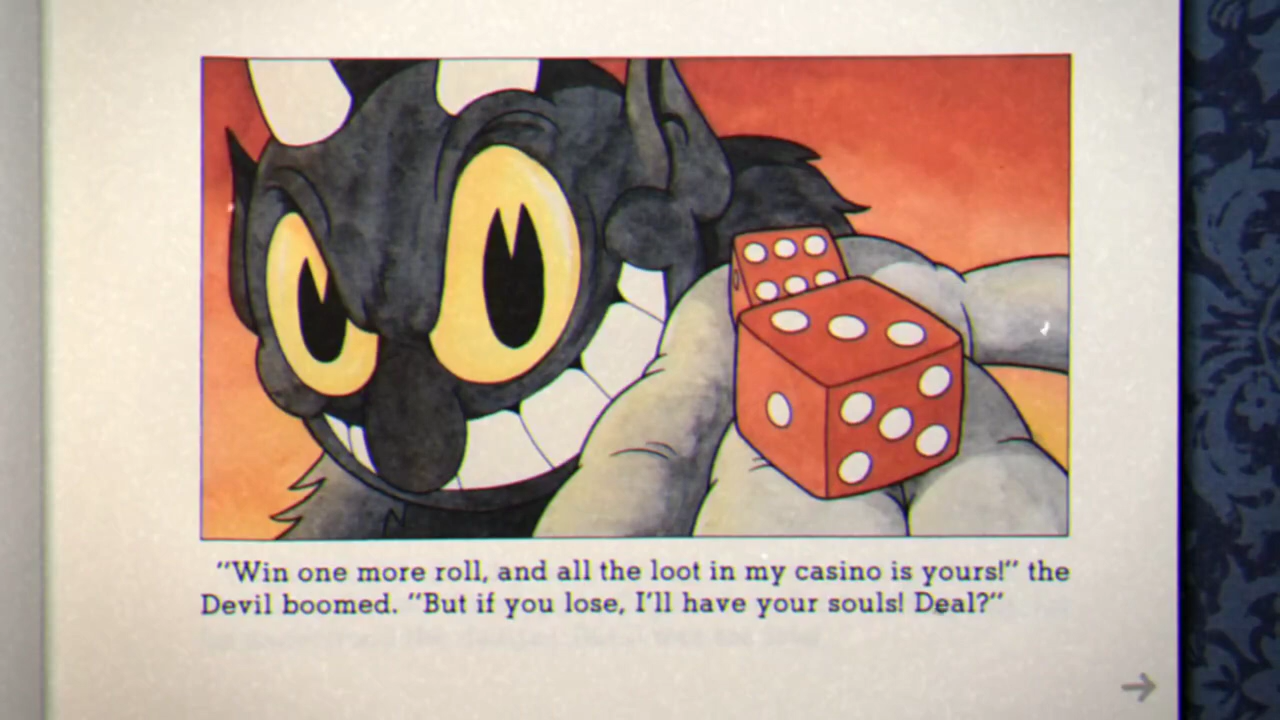 “Win one more roll, and all the loot in my casino is yours!” the
Devil boomed. “But if you lose, I’ll have your souls! Deal?”